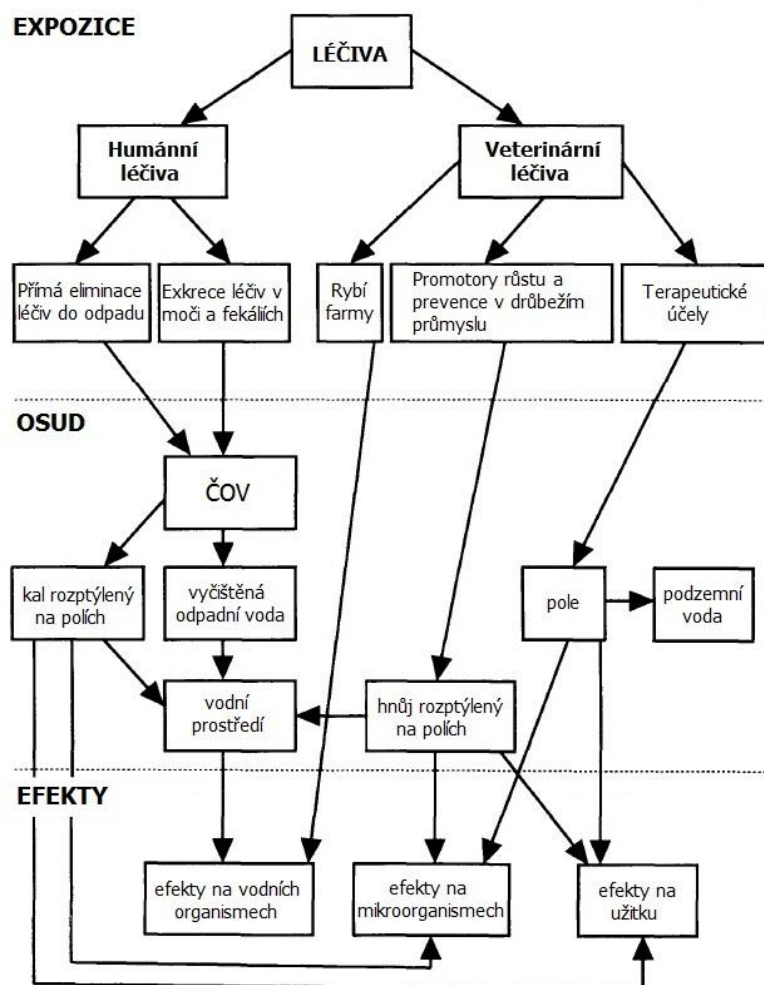 EXPOZICE
LÉČIVA
Humánní
léčiva
Veterinární
léčiva
Přímá eliminace
léčiv do odpadu
Exkrece léčiv v
moči a fekáliích
Rybí
farmy
Promotory růstu a
prevence v drůbežím
průmyslu
Terapeutické
účely
OSUD
ČOV
kal rozptýlený
na polích
vyčištěná
odpadní voda
pole
podzemní
voda
vodní
prostředí
hnůj rozptýlený
na polích
EFEKTY
efekty na vodních
organismech
efekty na
mikroorganismech
efekty na
užitku